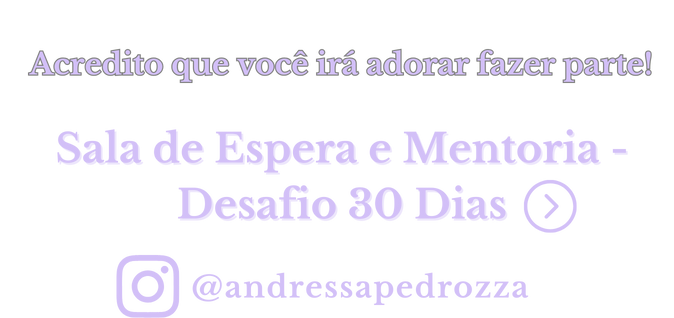 Acredito que você irá adorar fazer parte!
Sala de Espera e Mentoria -
Desafio 30 Dias
@andressapedrozza